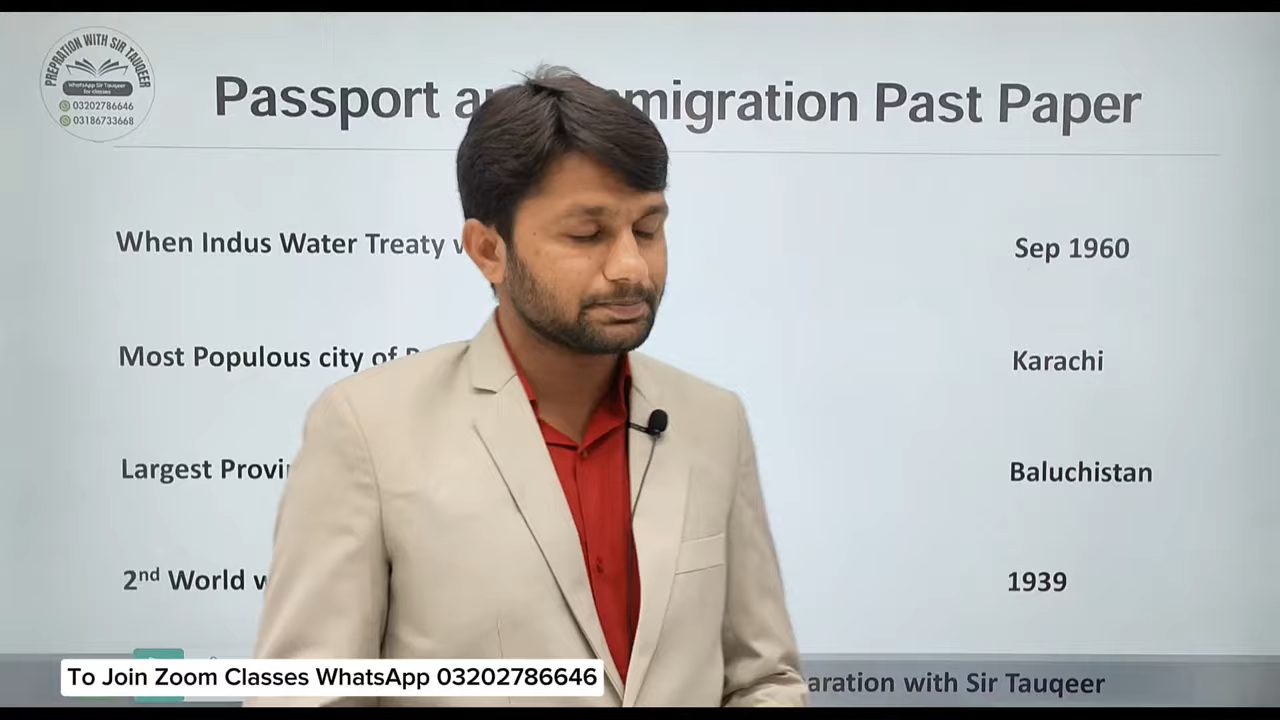 PREPRATION WITH SIR TAUQEER
WhatsApp Sir Tauqeer
for classes
03202786646
03186733668
Passport a migration Past Paper
When Indus Water Treaty Sep 1960
Most Populous city of Karachi
Largest Provi Baluchistan
2nd World w 1939
To Join Zoom Classes WhatsApp 03202786646
aration with Sir Tauqeer